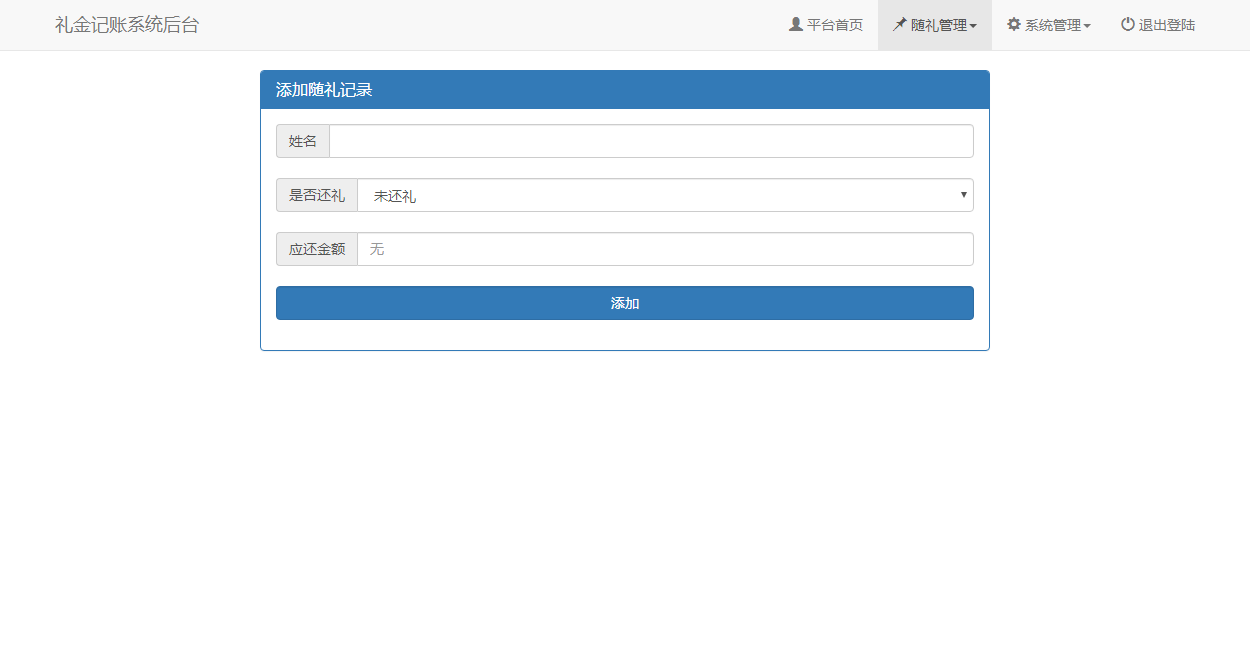 礼金记账系统后台
平台首页 随礼管理 系统管理 退出登陆
添加随礼记录
姓名
是否还礼 未还礼
应还金额 无
添加